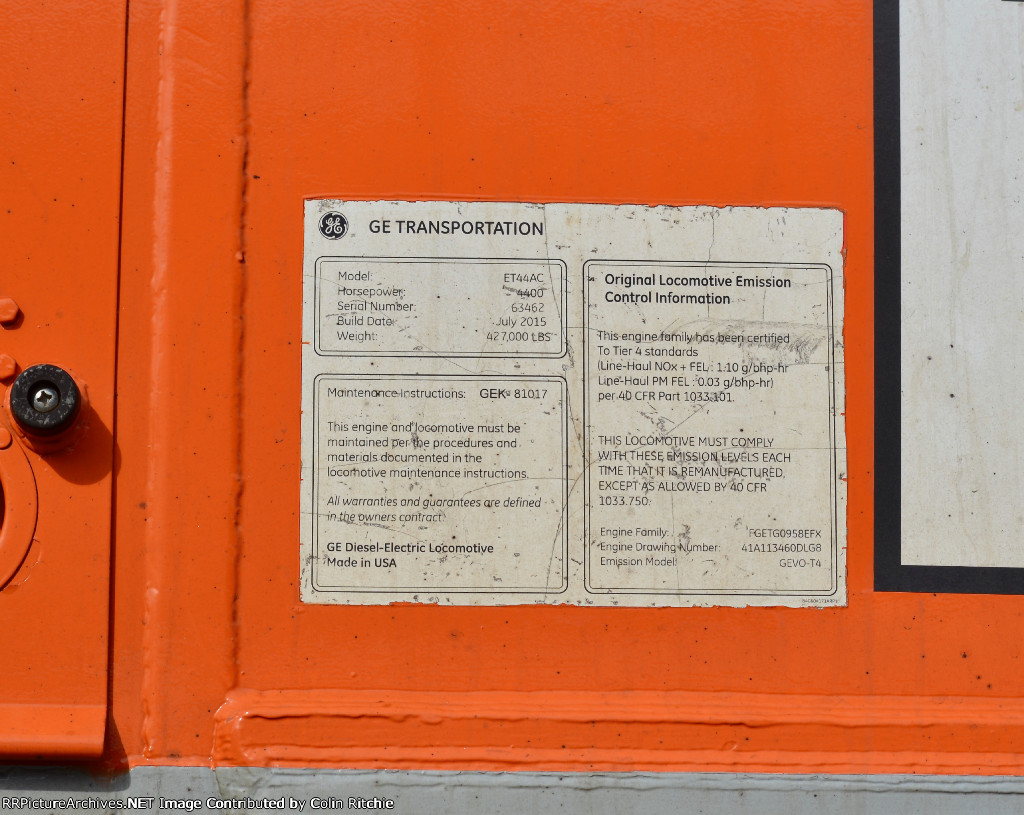 GE
GE TRANSPORTATION
Model: ET44AC
Horsepower: 4400
Serial Number: 63462
Build Date: July 2015
Weight: 427,000 LBS
Maintenance Instructions: GEK- 81017
This engine and locomotive must be
maintained per the procedures and
materials documented in the
locomotive maintenance instructions.
All warranties and guarantees are defined
in the owners contract.
GE Diesel-Electric Locomotive
Made in USA
Original Locomotive Emission
Control Information
This engine family has been certified
To Tier 4 standards
(Line-Haul NOx + FEL : 1.10 g/bhp-hr
Line-Haul PM FEL : 0.03 g/bhp-hr)
per 40 CFR Part 1033.101.
THIS LOCOMOTIVE MUST COMPLY
WITH THESE EMISSION LEVELS EACH
TIME THAT IT IS REMANUFACTURED,
EXCEPT AS ALLOWED BY 40 CFR
1033.750.
Engine Family: FGETG0958EFX
Engine Drawing Number: 41A113460DLG8
Emission Model: GEVO-T4
RRPictureArchives.NET Image Contributed by Colin Ritchie